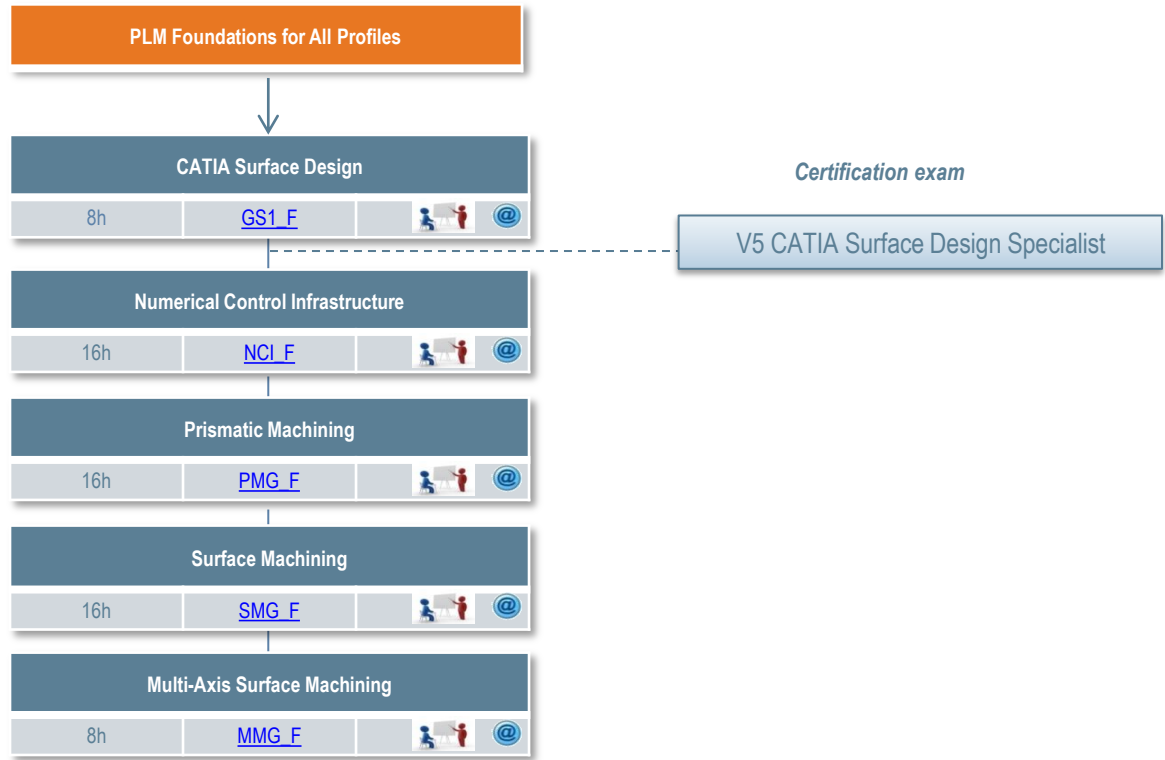 PLM Foundations for All Profiles
CATIA Surface Design
8h GS1_F @
Certification exam
V5 CATIA Surface Design Specialist
Numerical Control Infrastructure
16h NCI_F @
Prismatic Machining
16h PMG_F @
Surface Machining
16h SMG_F @
Multi-Axis Surface Machining
8h MMG_F @